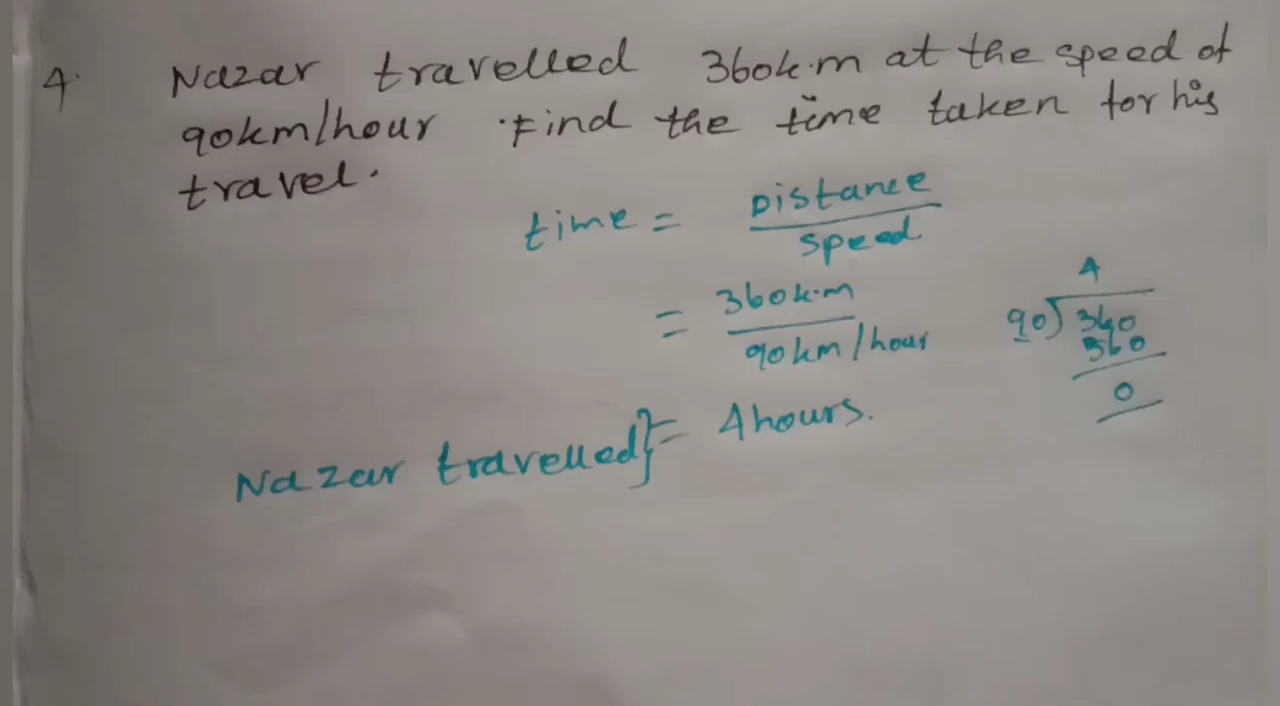 4. Nazar travelled 360k.m at the speed of
90km/hour . Find the time taken for his
travel.
time = Distance
speed
= 360k.m
90km/hour
4
90) 360
360
0
Nazar travelled} = 4hours.